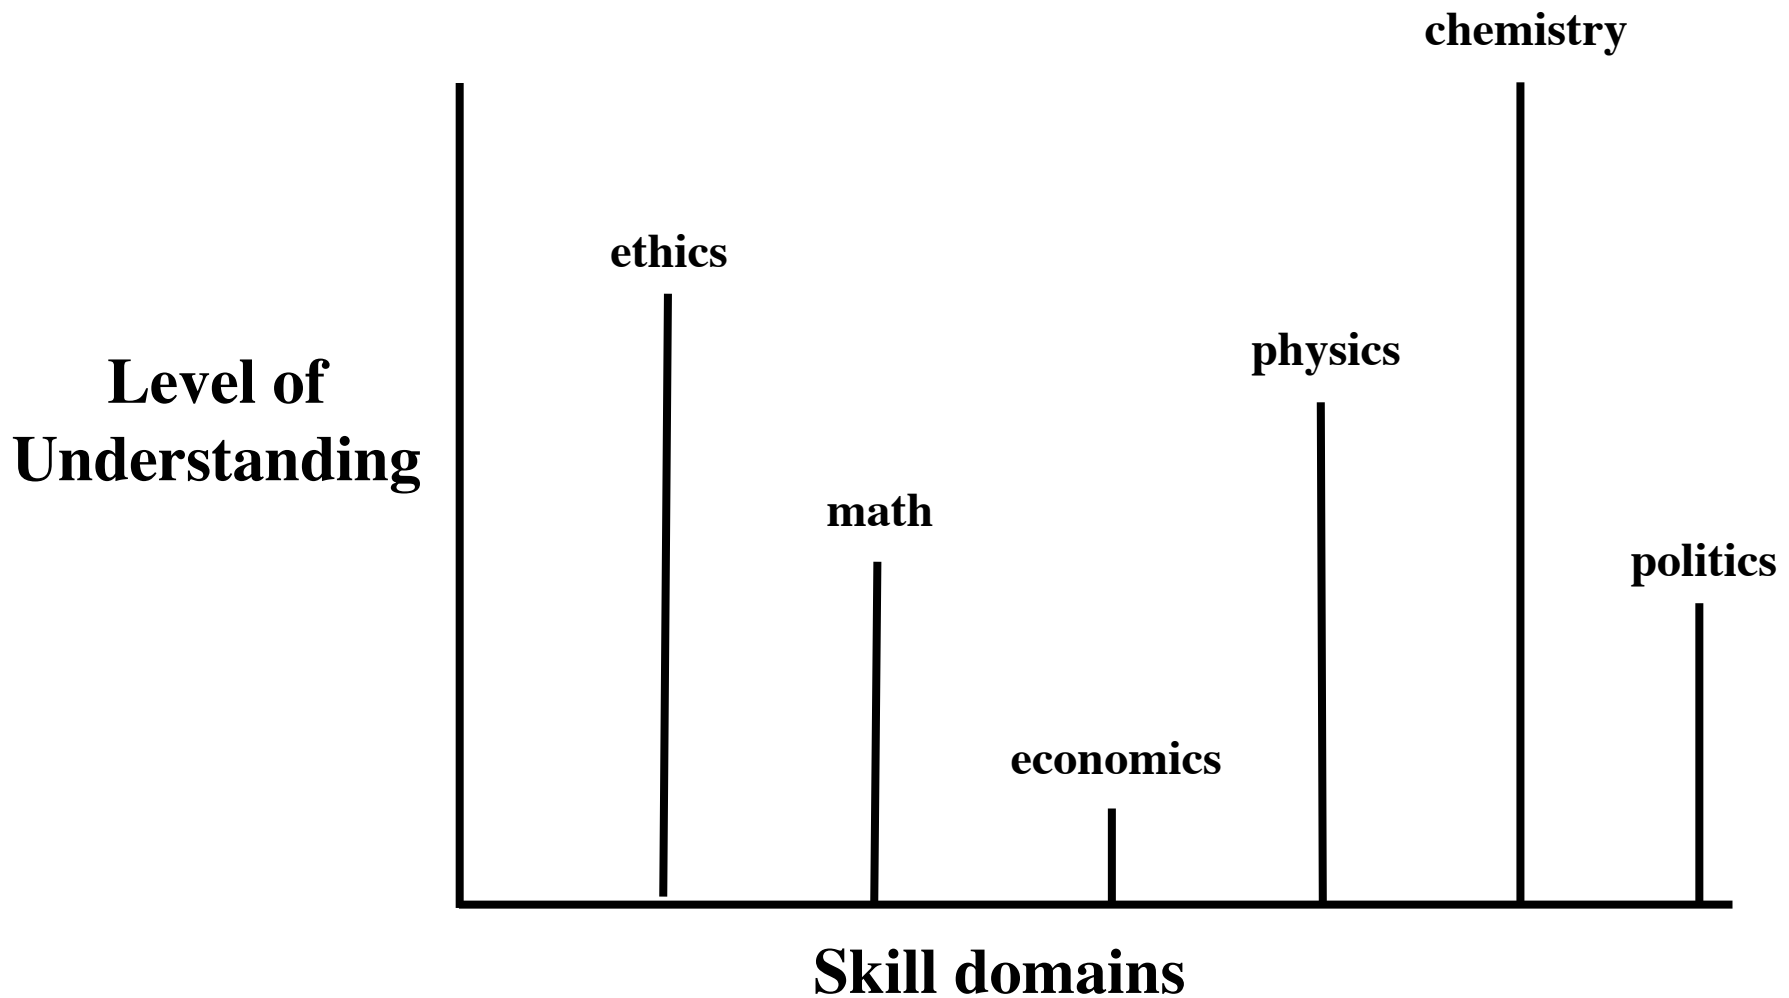 chemistry
ethics
physics
Level of
Understanding
math
politics
economics
Skill domains